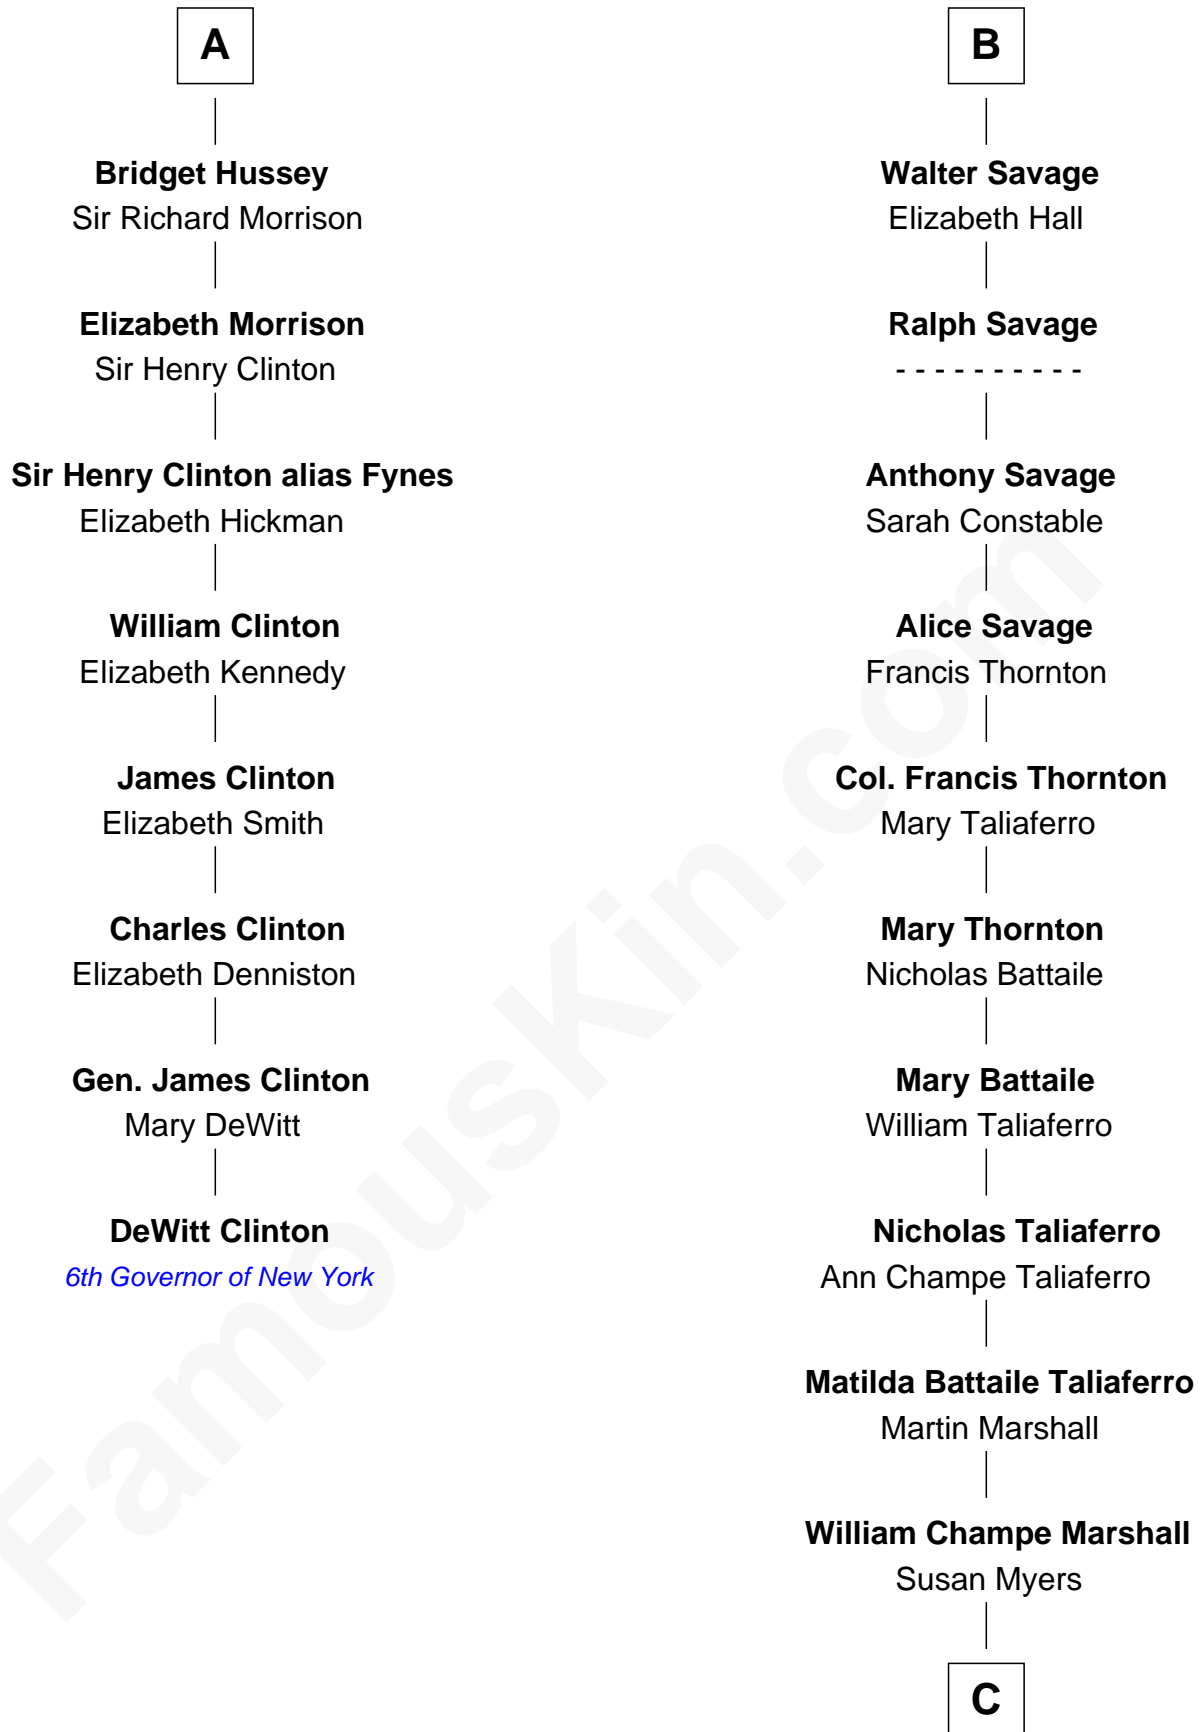 A
Bridget Hussey
Sir Richard Morrison
Elizabeth Morrison
Sir Henry Clinton
Sir Henry Clinton alias Fynes
Elizabeth Hickman
William Clinton
Elizabeth Kennedy
James Clinton
Elizabeth Smith
Charles Clinton
Elizabeth Denniston
Gen. James Clinton
Mary DeWitt
DeWitt Clinton
6th Governor of New York
B
Walter Savage
Elizabeth Hall
Ralph Savage
- - - - - - - - - -
Anthony Savage
Sarah Constable
Alice Savage
Francis Thornton
Col. Francis Thornton
Mary Taliaferro
Mary Thornton
Nicholas Battaile
Mary Battaile
William Taliaferro
Nicholas Taliaferro
Ann Champe Taliaferro
Matilda Battaile Taliaferro
Martin Marshall
William Champe Marshall
Susan Myers
C
FamousKin.com